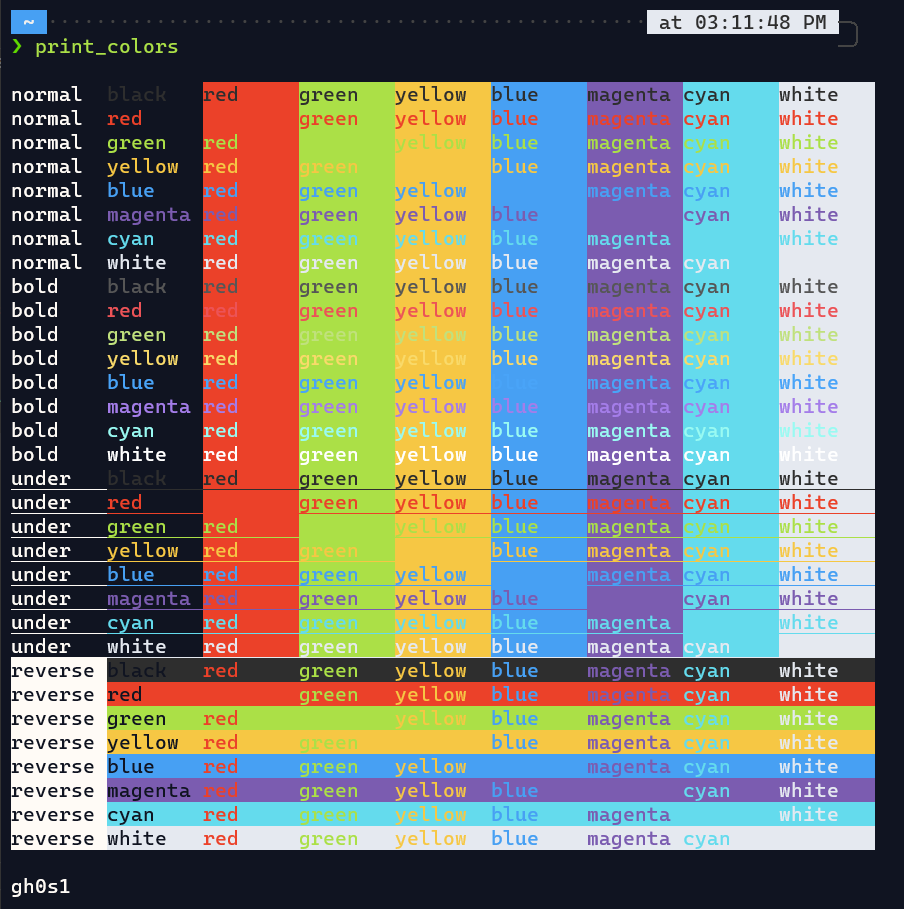 ~ at 03:11:48 PM
❯ print_colors
normal black red green yellow blue magenta cyan white
normal red green yellow blue magenta cyan white
normal green red yellow blue magenta cyan white
normal yellow red green blue magenta cyan white
normal blue red green yellow magenta cyan white
normal magenta red green yellow blue cyan white
normal cyan red green yellow blue magenta white
normal white red green yellow blue magenta cyan
bold black red green yellow blue magenta cyan white
bold red red green yellow blue magenta cyan white
bold green red green yellow blue magenta cyan white
bold yellow red green yellow blue magenta cyan white
bold blue red green yellow blue magenta cyan white
bold magenta red green yellow blue magenta cyan white
bold cyan red green yellow blue magenta cyan white
bold white red green yellow blue magenta cyan white
under black red green yellow blue magenta cyan white
under red green yellow blue magenta cyan white
under green red yellow blue magenta cyan white
under yellow red green blue magenta cyan white
under blue red green yellow magenta cyan white
under magenta red green yellow blue cyan white
under cyan red green yellow blue magenta white
under white red green yellow blue magenta cyan
reverse black red green yellow blue magenta cyan white
reverse red green yellow blue magenta cyan white
reverse green red yellow blue magenta cyan white
reverse yellow red green blue magenta cyan white
reverse blue red green yellow magenta cyan white
reverse magenta red green yellow blue cyan white
reverse cyan red green yellow blue magenta white
reverse white red green yellow blue magenta cyan
gh0s1